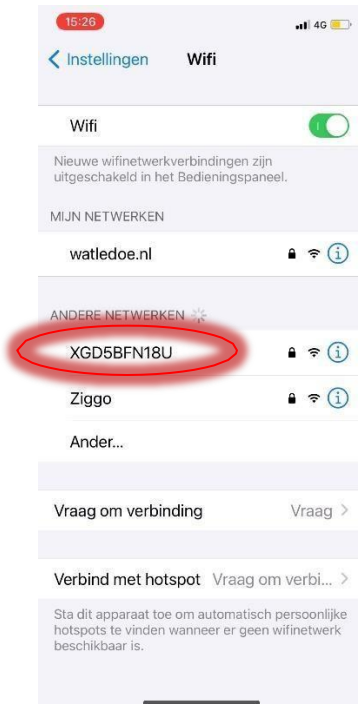 15:26 4G
Instellingen Wifi
Wifi
Nieuwe wifinetwerkverbindingen zijn
uitgeschakeld in het Bedieningspaneel.
MIJN NETWERKEN
watledoe.nl
ANDERE NETWERKEN
XGD5BFN18U
Ziggo
Ander...
Vraag om verbinding Vraag
Verbind met hotspot Vraag om verbi...
Sta dit apparaat toe om automatisch persoonlijke
hotspots te vinden wanneer er geen wifinetwerk
beschikbaar is.